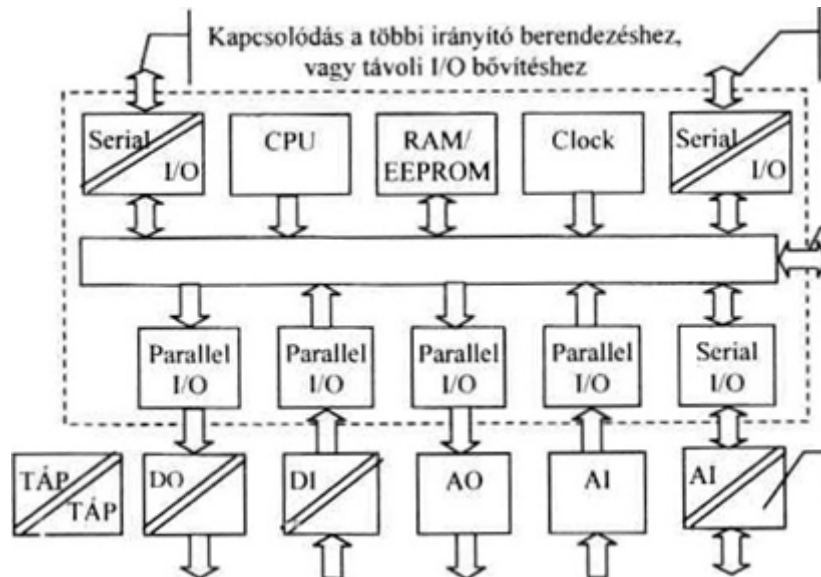 Kapcsolódás a többi irányító berendezéshez,
vagy távoli I/O bővítéshez
Serial
I/O
CPU
RAM/
EEPROM
Clock
Serial
I/O
Parallel
I/O
Parallel
I/O
Parallel
I/O
Parallel
I/O
Serial
I/O
TÁP
TÁP
DO
DI
AO
AI
AI